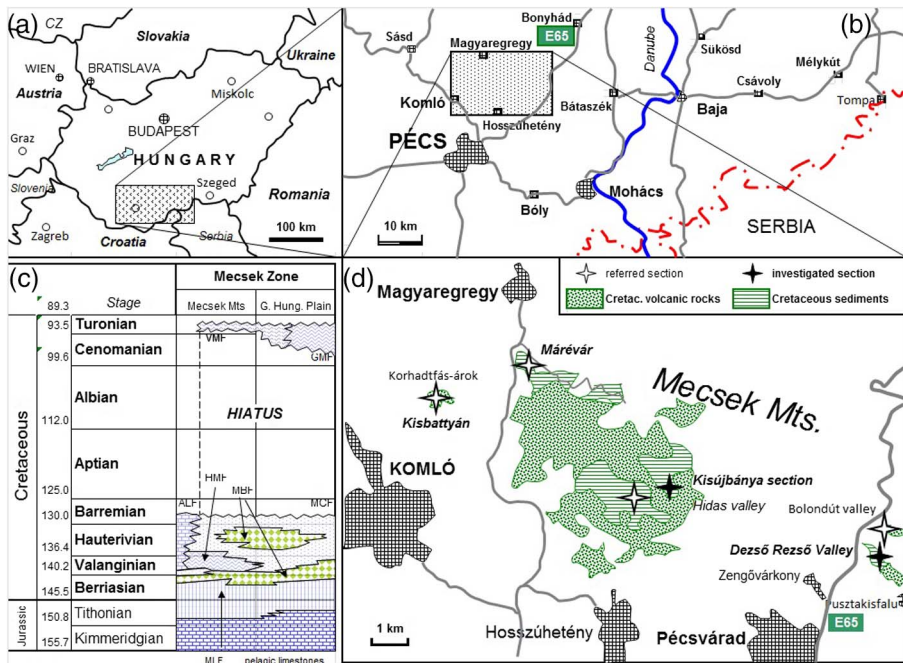 (a)
CZ
Slovakia
Ukraine
WIEN
BRATISLAVA
Austria
Miskolc
BUDAPEST
Graz
HUNGARY
Slovenia
Szeged
Romania
Zagreb
Croatia
Serbia
100 km
(b)
Bonyhád
E65
Sásd
Magyaregregy
Danube
Sükösd
Mélykút
Csávoly
Tompa
Komló
Bátaszék
Baja
Hosszúhetény
PÉCS
Mohács
Bóly
10 km
SERBIA
(c)
Mecsek Zone
Stage
Mecsek Mts
G. Hung. Plain
89.3
Turonian
93.5
VMF
Cenomanian
GMF
99.6
Albian
HIATUS
112.0
Cretaceous
Aptian
HMF
MBF
125.0
ALF
MCF
Barremian
130.0
Hauterivian
136.4
Valanginian
140.2
Berriasian
145.5
Jurassic
Tithonian
150.8
Kimmeridgian
155.7
MLF
pelagic limestones
(d)
referred section
investigated section
Cretac. volcanic rocks
Cretaceous sediments
Magyaregregy
Márévár
Korhadtfás-árok
Mecsek Mts.
Kisbattyán
KOMLÓ
Kisújbánya section
Hidas valley
Bolondút valley
Dezső Rezső Valley
Zengővárkony
Pusztakisfalu
E65
Hosszúhetény
Pécsvárad
1 km